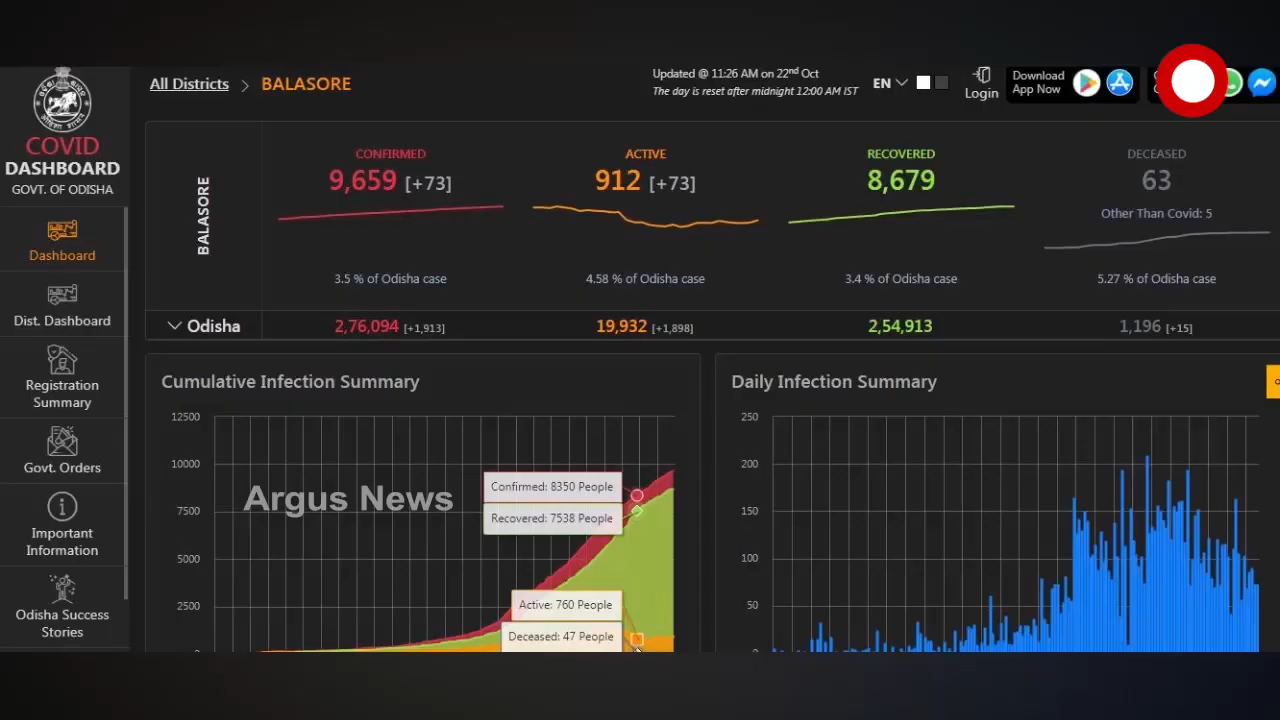 COVID
DASHBOARD
GOVT. OF ODISHA
Dashboard
Dist. Dashboard
Registration
Summary
Govt. Orders
Important
Information
Odisha Success
Stories
All Districts > BALASORE
Updated @ 11:26 AM on 22nd Oct
The day is reset after midnight 12:00 AM IST
EN
Login
Download
App Now
BALASORE
CONFIRMED
9,659 [+73]
3.5 % of Odisha case
ACTIVE
912 [+73]
4.58 % of Odisha case
RECOVERED
8,679
3.4 % of Odisha case
DECEASED
63
Other Than Covid: 5
5.27 % of Odisha case
Odisha 2,76,094 [+1,913] 19,932 [+1,898] 2,54,913 1,196 [+15]
Cumulative Infection Summary
12500
10000
7500
5000
2500
0
Argus News
Confirmed: 8350 People
Recovered: 7538 People
Active: 760 People
Deceased: 47 People
Daily Infection Summary
250
200
150
100
50
0